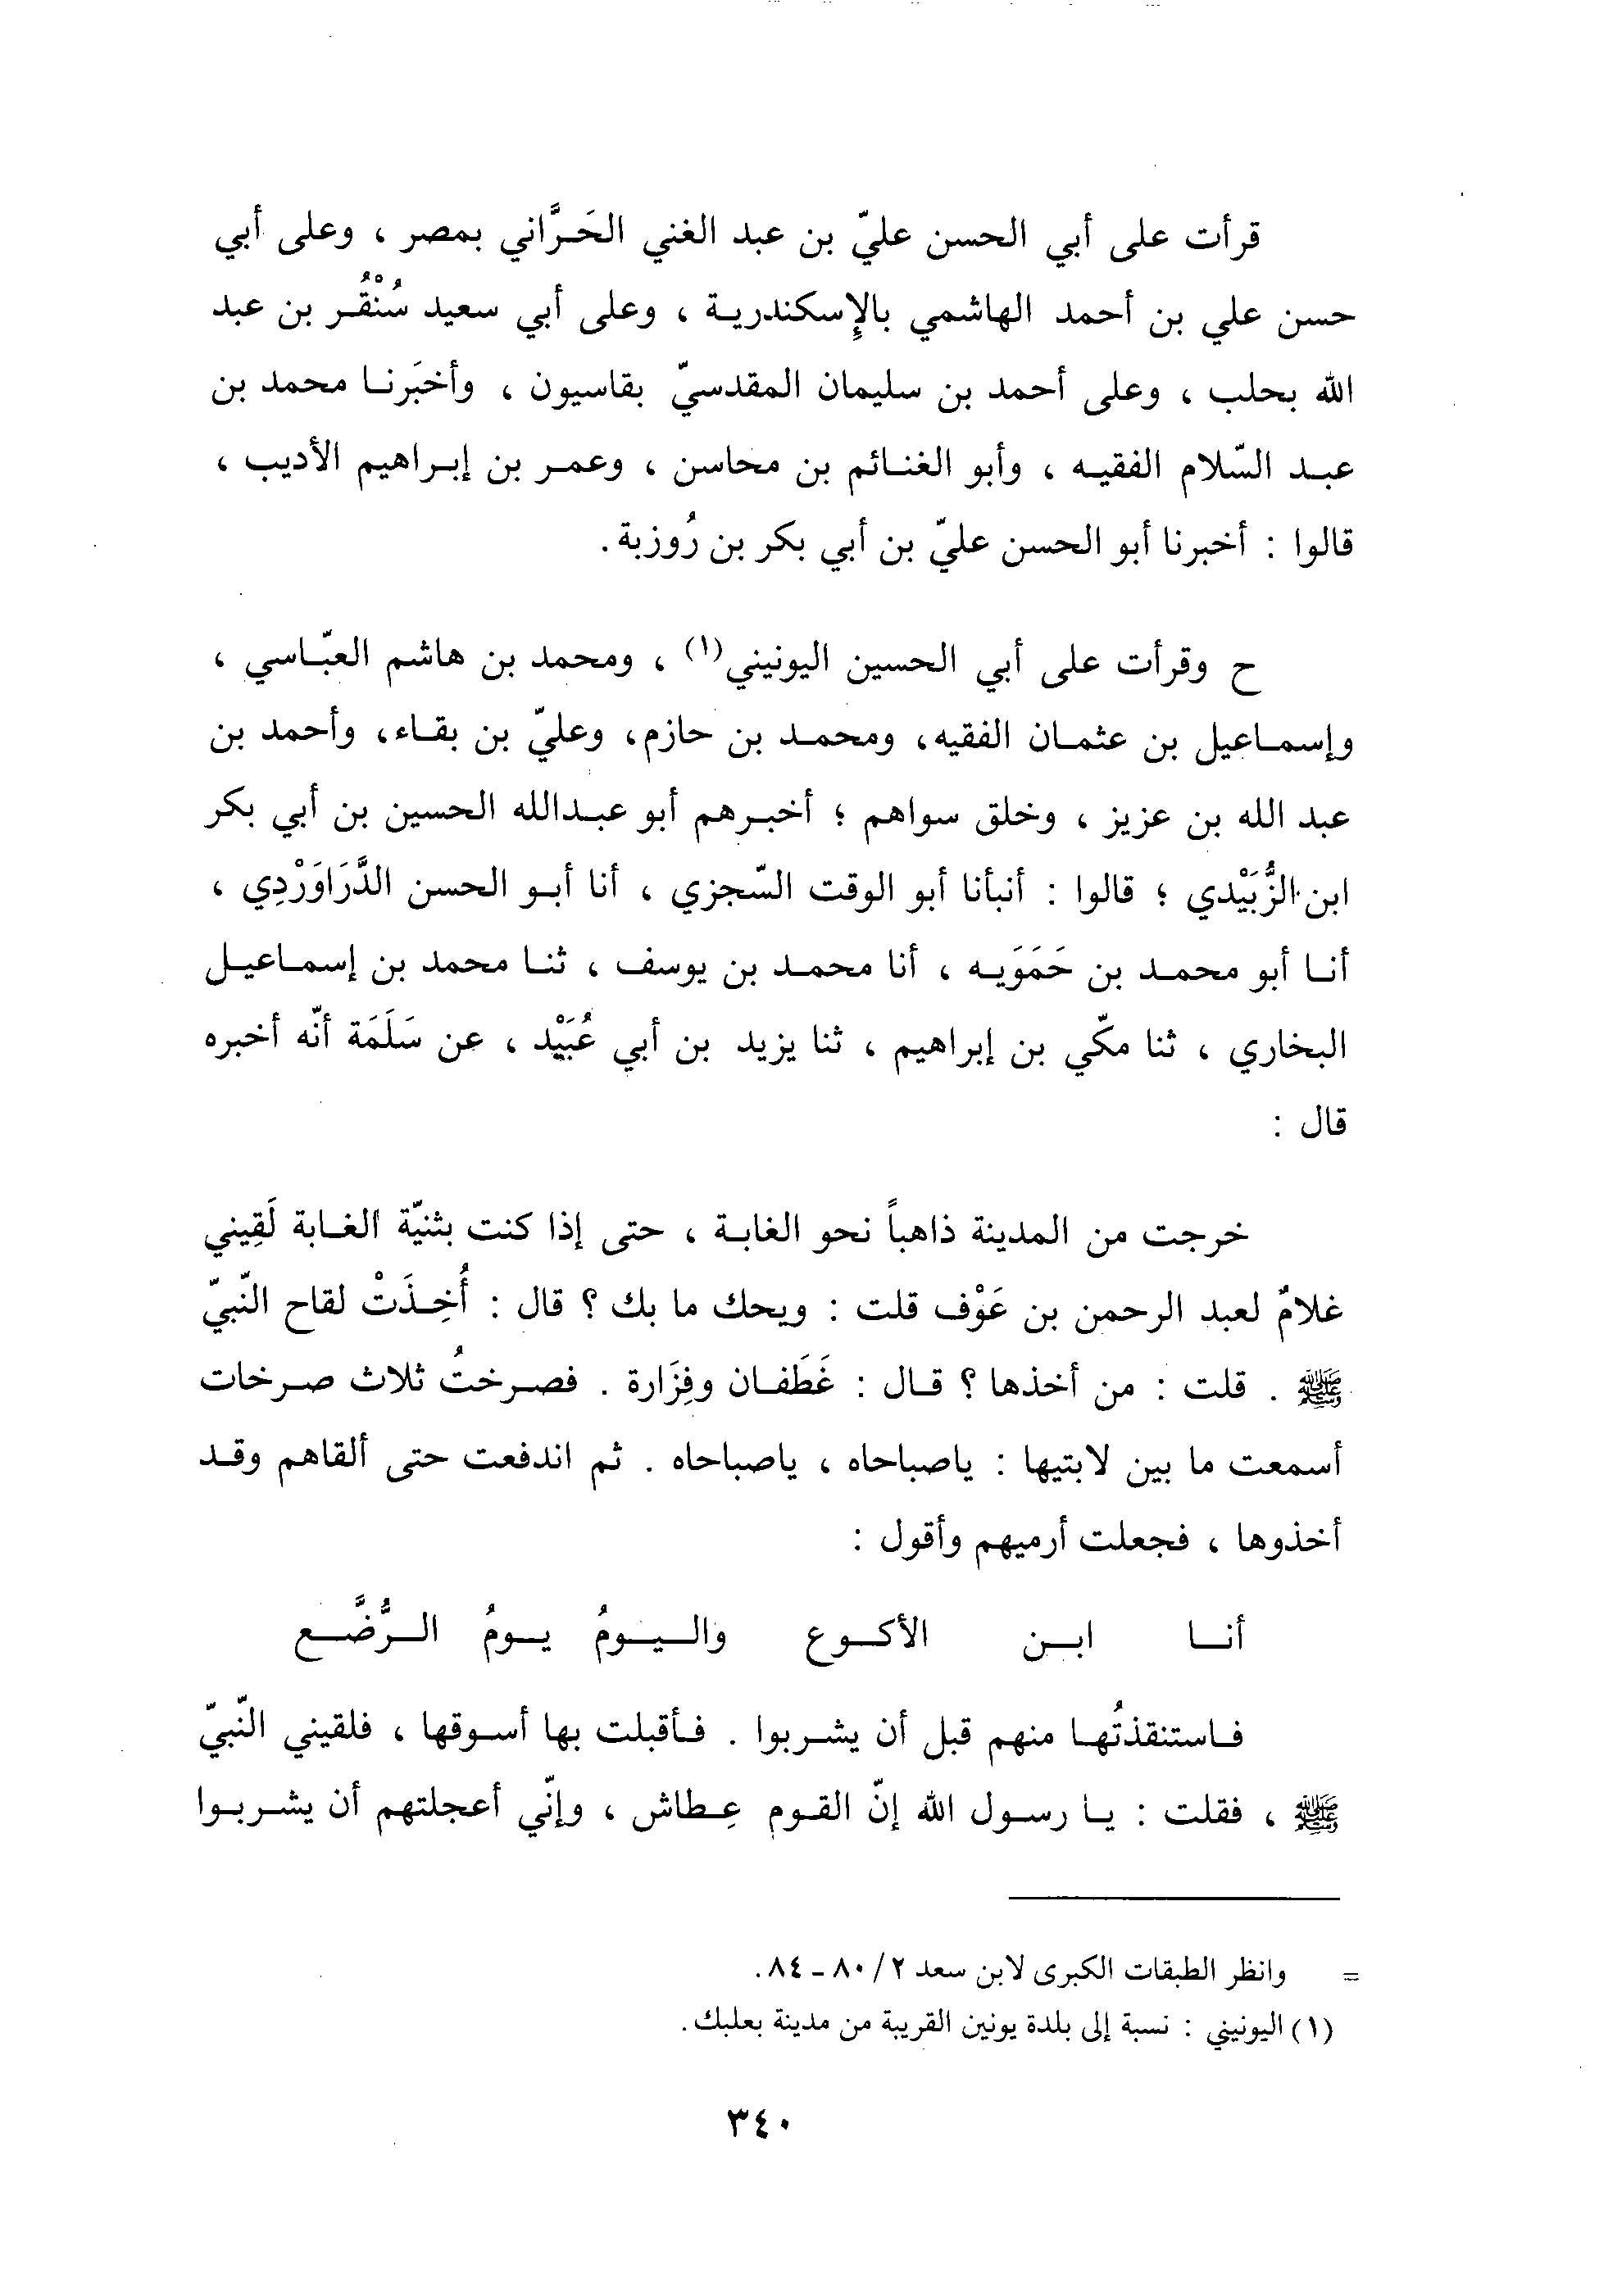 قرأت على أبي الحسن عليّ بن عبد الغني الحَرَّاني بمصر ، وعلى أبي
حسن علي بن أحمد الهاشمي بالإسكندرية ، وعلى أبي سعيد سُنْقُر بن عبد
الله بحلب ، وعلى أحمد بن سليمان المقدسيّ بقاسيون ، وأخبَرنا محمد بن
عبد السّلام الفقيه ، وأبو الغنائم بن محاسن ، وعمر بن إبراهيم الأديب ،
قالوا : أخبرنا أبو الحسن عليّ بن أبي بكر بن رُوزبة .
ح وقرأت على أبي الحسين اليونيني(١) ، ومحمد بن هاشم العبّاسي ،
وإسماعيل بن عثمان الفقيه، ومحمد بن حازم، وعليّ بن بقاء، وأحمد بن
عبد الله بن عزيز ، وخلق سواهم ؛ أخبرهم أبو عبدالله الحسين بن أبي بكر
ابن الزُّبَيْدي ؛ قالوا : أنبأنا أبو الوقت السّجزي ، أنا أبو الحسن الدَّرَاوَرْدِي ،
أنا أبو محمد بن حَمَوَيه ، أنا محمد بن يوسف ، ثنا محمد بن إسماعيل
البخاري ، ثنا مكّي بن إبراهيم ، ثنا يزيد بن أبي عُبَيْد ، عن سَلَمَة أنّه أخبره
قال :
خرجت من المدينة ذاهباً نحو الغابة ، حتى إذا كنت بثنيّة الغابة لَقِيني
غلامٌ لعبد الرحمن بن عَوْف قلت : ويحك ما بك ؟ قال : أُخِذَتْ لقاح النّبيّ
ﷺ . قلت : من أخذها ؟ قال : غَطَفان وفِزَارة . فصرختُ ثلاث صرخات
أسمعت ما بين لابتيها : ياصباحاه ، ياصباحاه . ثم اندفعت حتى ألقاهم وقد
أخذوها ، فجعلت أرميهم وأقول :
أنا ابن الأكوع واليومُ يومُ الرُّضَّع
فاستنقذتُها منهم قبل أن يشربوا . فأقبلت بها أسوقها ، فلقيني النّبيّ
ﷺ ، فقلت : يا رسول الله إنّ القوم عِطاش ، وإنّي أعجلتهم أن يشربوا
= وانظر الطبقات الكبرى لابن سعد ٢/ ٨٠ - ٨٤.
(١) اليونيني : نسبة إلى بلدة يونين القريبة من مدينة بعلبك .
٣٤٠